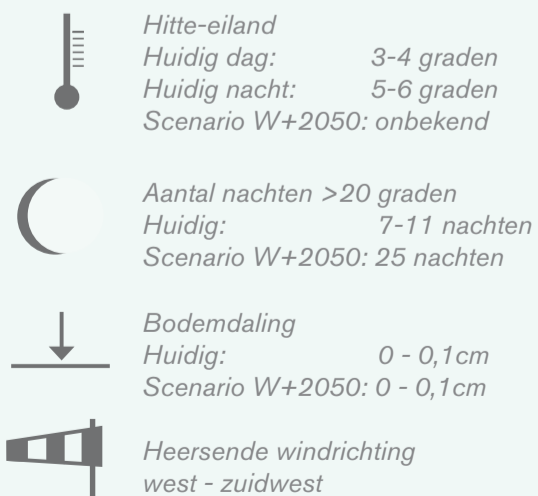 Hitte-eiland
Huidig dag: 3-4 graden
Huidig nacht: 5-6 graden
Scenario W+2050: onbekend
Aantal nachten >20 graden
Huidig: 7-11 nachten
Scenario W+2050: 25 nachten
Bodemdaling
Huidig: 0 - 0,1cm
Scenario W+2050: 0 - 0,1cm
Heersende windrichting
west - zuidwest